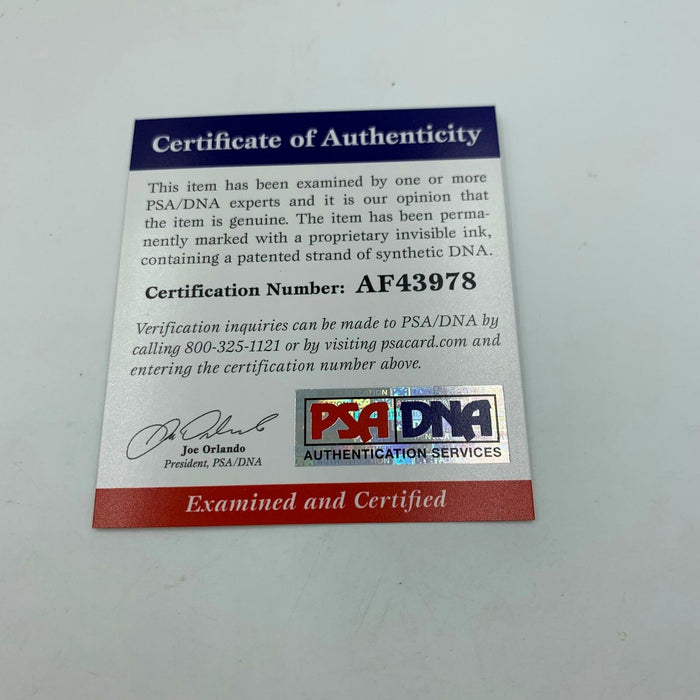 Certificate of Authenticity
This item has been examined by one or more
PSA/DNA experts and it is our opinion that
the item is genuine. The item has been perma-
nently marked with a proprietary invisible ink,
containing a patented strand of synthetic DNA.
Certification Number: AF43978
Verification inquiries can be made to PSA/DNA by
calling 800-325-1121 or by visiting psacard.com and
entering the certification number above.
Joe Orlando
President, PSA/DNA
PSA DNA
AUTHENTICATION SERVICES
Examined and Certified